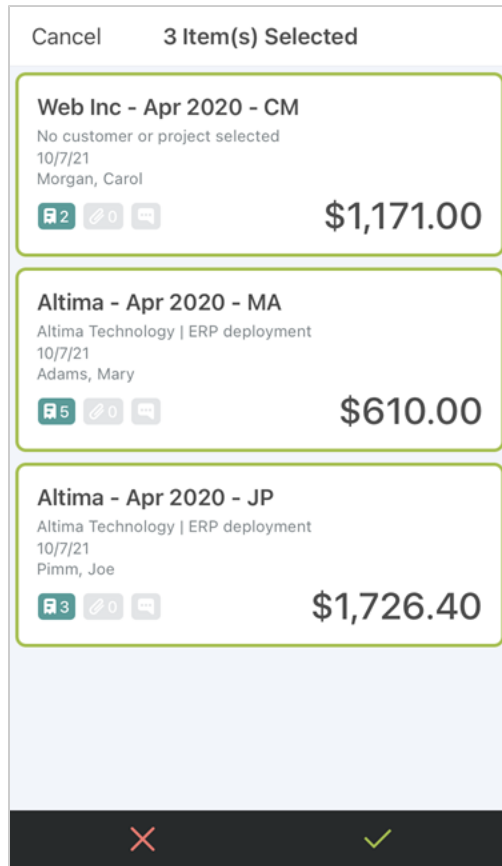 Cancel 3 Item(s) Selected
Web Inc - Apr 2020 - CM
No customer or project selected
10/7/21
Morgan, Carol
2 0 $1,171.00
Altima - Apr 2020 - MA
Altima Technology | ERP deployment
10/7/21
Adams, Mary
5 0 $610.00
Altima - Apr 2020 - JP
Altima Technology | ERP deployment
10/7/21
Pimm, Joe
3 0 $1,726.40